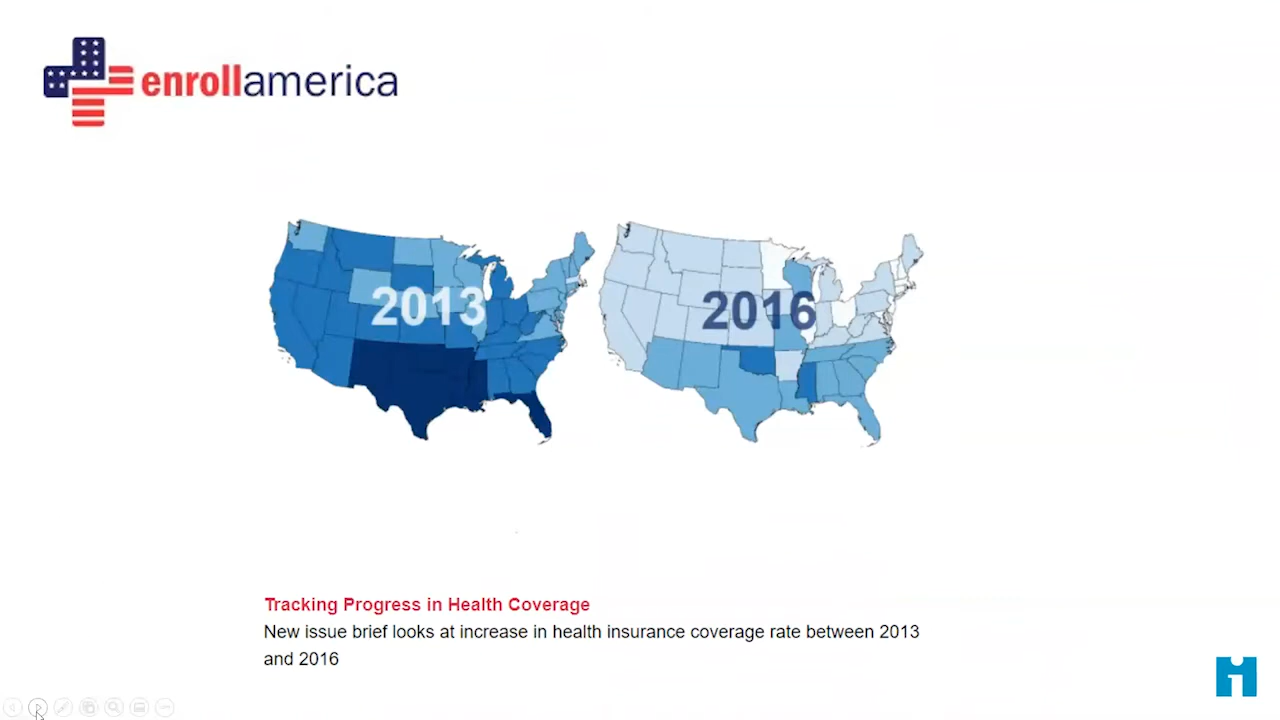 enrollamerica
2013
2016
Tracking Progress in Health Coverage
New issue brief looks at increase in health insurance coverage rate between 2013
and 2016